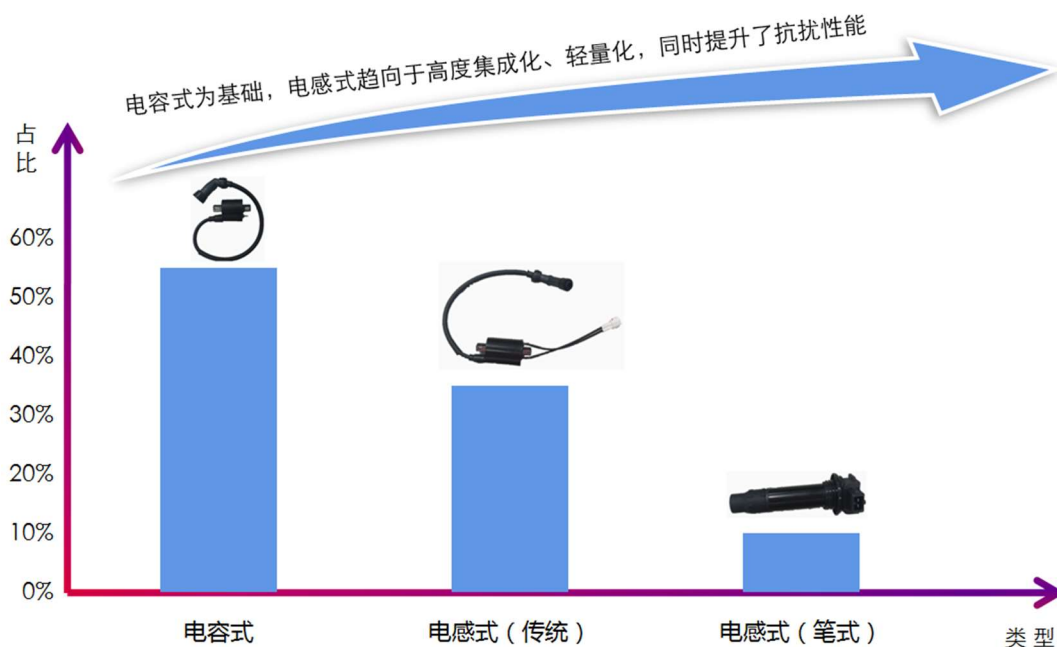 电容式为基础，电感式趋向于高度集成化、轻量化，同时提升了抗扰性能
占
比
60%
50%
40%
30%
20%
10%
0%
电容式
电感式（传统）
电感式（笔式）
类 型